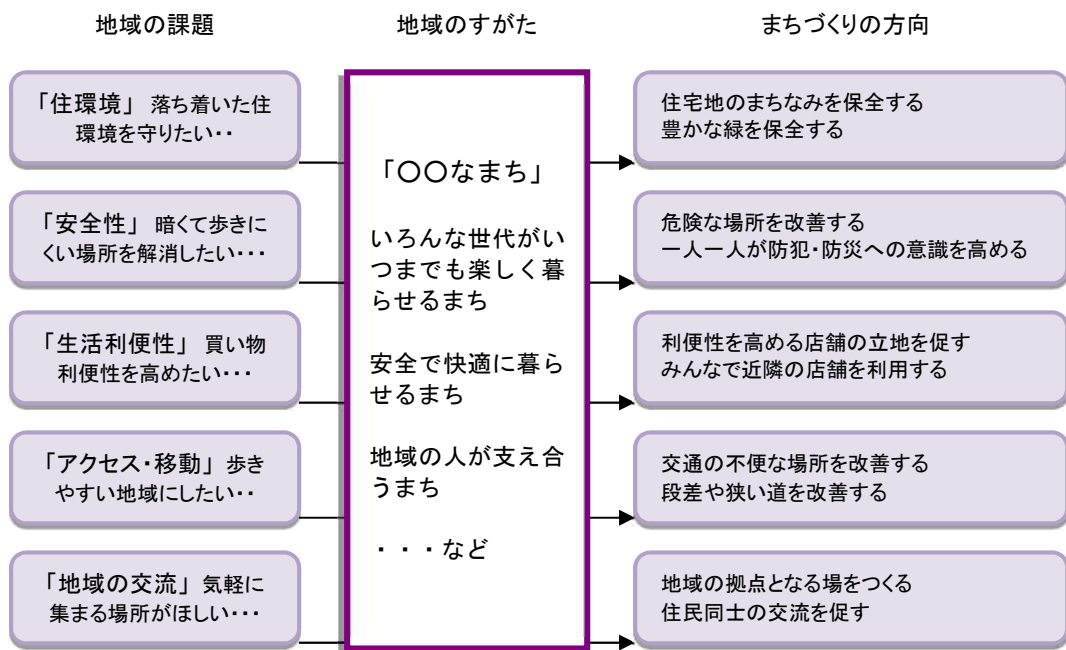 地域の課題
地域のすがた
まちづくりの方向
「住環境」 落ち着いた住
環境を守りたい・・
「安全性」 暗くて歩きに
くい場所を解消したい・・・
「生活利便性」 買い物
利便性を高めたい・・・
「アクセス・移動」 歩き
やすい地域にしたい・・
「地域の交流」 気軽に
集まる場所がほしい・・・
「〇〇なまち」
いろんな世代がい
つまでも楽しく暮
らせるまち
安全で快適に暮ら
せるまち
地域の人が支え合
うまち
・・・など
住宅地のまちなみを保全する
豊かな緑を保全する
危険な場所を改善する
一人一人が防犯・防災への意識を高める
利便性を高める店舗の立地を促す
みんなで近隣の店舗を利用する
交通の不便な場所を改善する
段差や狭い道を改善する
地域の拠点となる場をつくる
住民同士の交流を促す